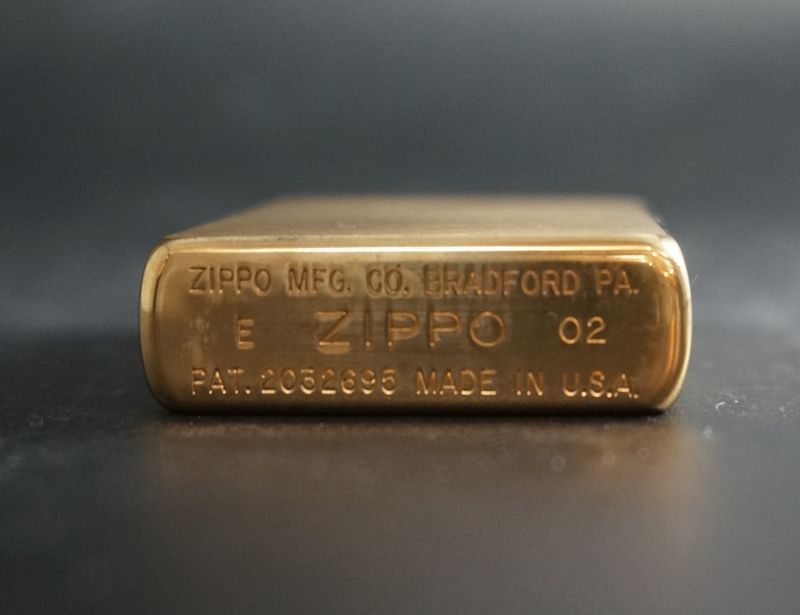 ZIPPO MFG. CO. BRADFORD PA.
E ZIPPO 02
PAT. 2032695 MADE IN U.S.A.